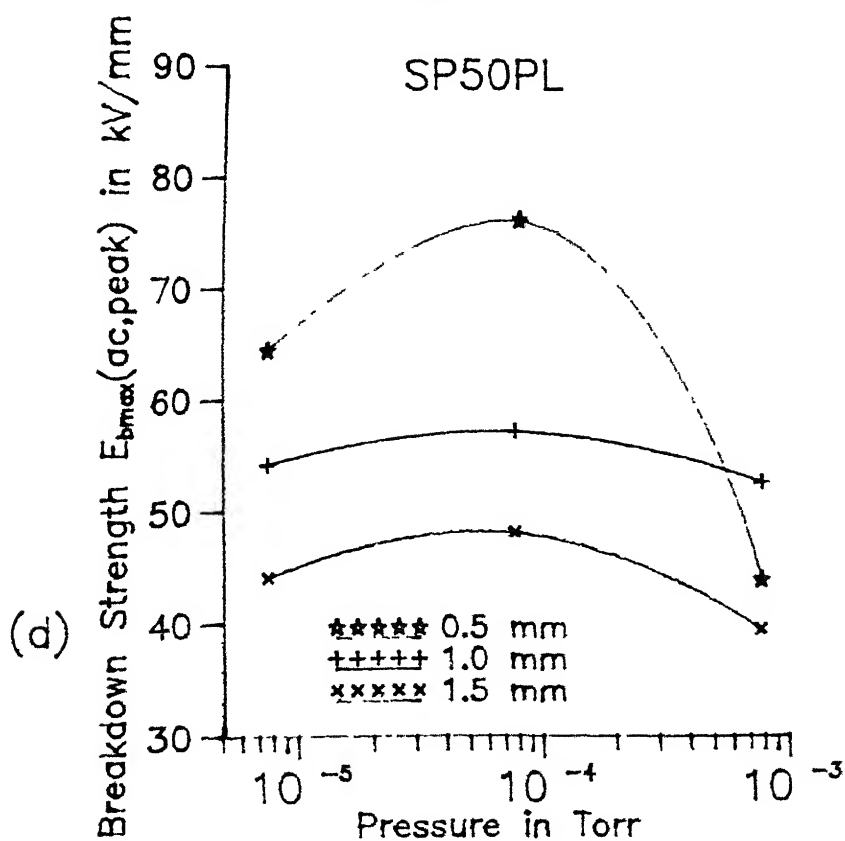 SP50PL
Breakdown Strength E_bmax(ac,peak) in kV/mm
90
80
70
60
50
40
30
(d)
★★★★★ 0.5 mm
+++++ 1.0 mm
××××× 1.5 mm
10⁻⁵ 10⁻⁴ 10⁻³
Pressure in Torr